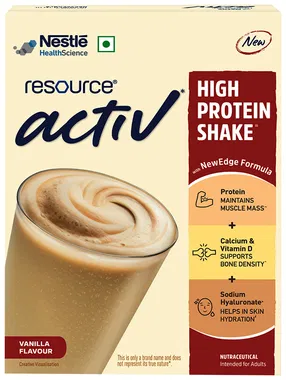 Nestlé
HealthScience
New
resource®
activ®
HIGH
PROTEIN
SHAKE
with NewEdge Formula
Protein
MAINTAINS
MUSCLE MASS
+
Calcium &
Vitamin D
SUPPORTS
BONE DENSITY
+
Sodium
Hyaluronate
HELPS IN SKIN
HYDRATION
VANILLA
FLAVOUR
Creative Visualisation
This is only a brand name and does
not represent its true nature
NUTRACEUTICAL
Intended for Adults